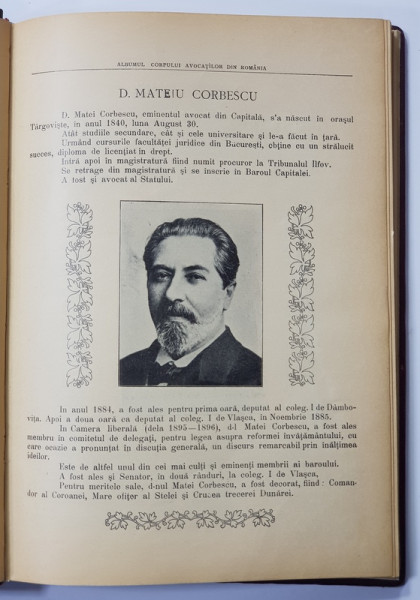 ALBUMUL CORPULUI AVOCAȚILOR DIN ROMÂNIA
D. MATEIU CORBESCU
D. Matei Corbescu, eminentul avocat din Capitală, s'a născut în orașul
Târgoviște, în anul 1840, luna August 30.
Atât studiile secundare, cât și cele universitare și le-a făcut în țară.
Urmând cursurile facultăței juridice din București, obține cu un strălucit
succes, diploma de licențiat în drept.
Intră apoi în magistratură fiind numit procuror la Tribunalul Ilfov.
Se retrage din magistratură și se înscrie în Baroul Capitalei.
A fost și avocat al Statului.
In anul 1884, a fost ales pentru prima oară, deputat al coleg. I de Dâmbo-
vița. Apoi a doua oară ca deputat al coleg. I de Vlașca, în Noembrie 1885.
In Camera liberală (dela 1895—1896), d-l Matei Corbescu, a fost ales
membru în comitetul de delegați, pentru legea asupra reformei învățământului, cu
care ocazie a pronunțat în discuția generală, un discurs remarcabil prin înălțimea
ideilor.
Este de altfel unul din cei mai culți și eminenți membrii ai baroului.
A fost ales și Senator, în două rânduri, la coleg. I de Vlașca,
Pentru meritele sale, d-nul Matei Corbescu, a fost decorat, fiind: Coman-
dor al Coroanei, Mare olițer al Stelei și Crucea trecerei Dunărei.